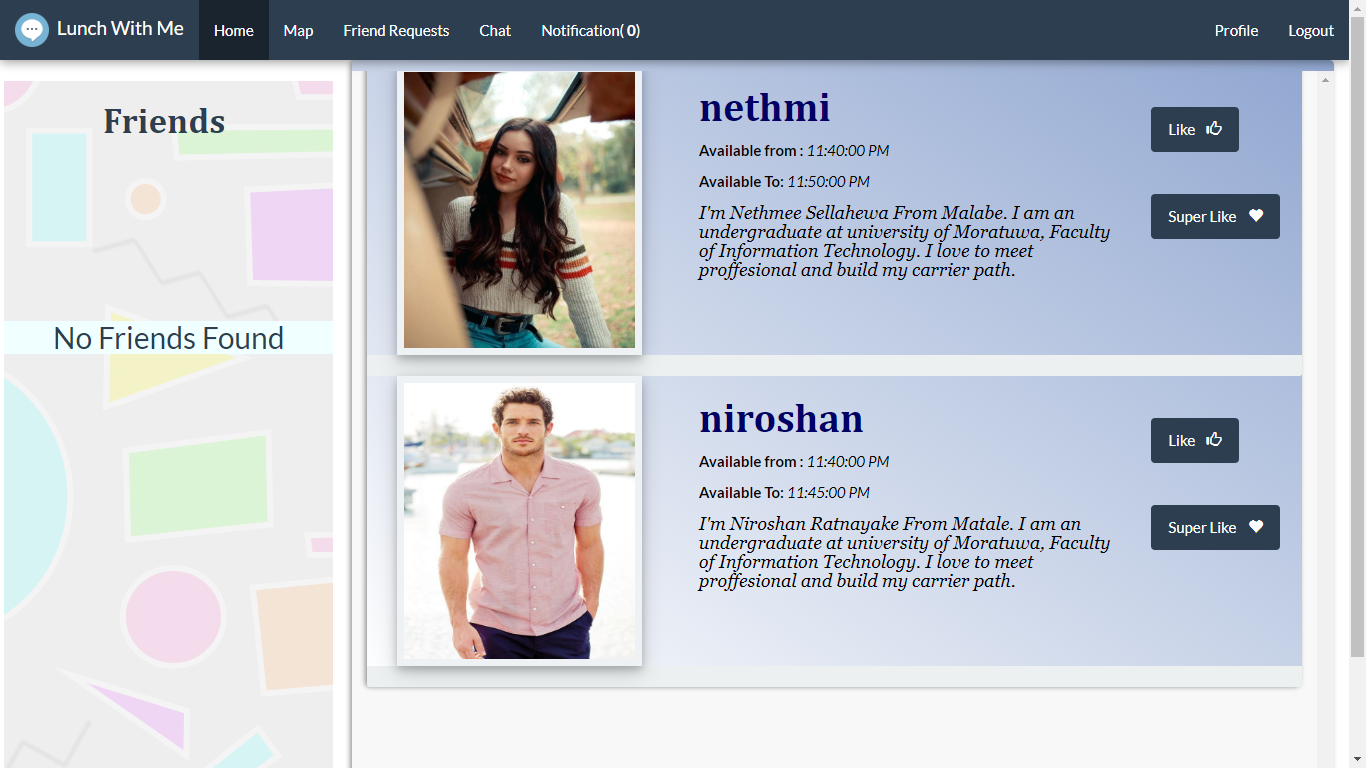 Lunch With Me
Home
Map
Friend Requests
Chat
Notification( 0)
Profile
Logout
Friends
No Friends Found
nethmi
Available from : 11:40:00 PM
Available To: 11:50:00 PM
I'm Nethmee Sellahewa From Malabe. I am an
undergraduate at university of Moratuwa, Faculty
of Information Technology. I love to meet
proffesional and build my carrier path.
Like
Super Like
niroshan
Available from : 11:40:00 PM
Available To: 11:45:00 PM
I'm Niroshan Ratnayake From Matale. I am an
undergraduate at university of Moratuwa, Faculty
of Information Technology. I love to meet
proffesional and build my carrier path.
Like
Super Like